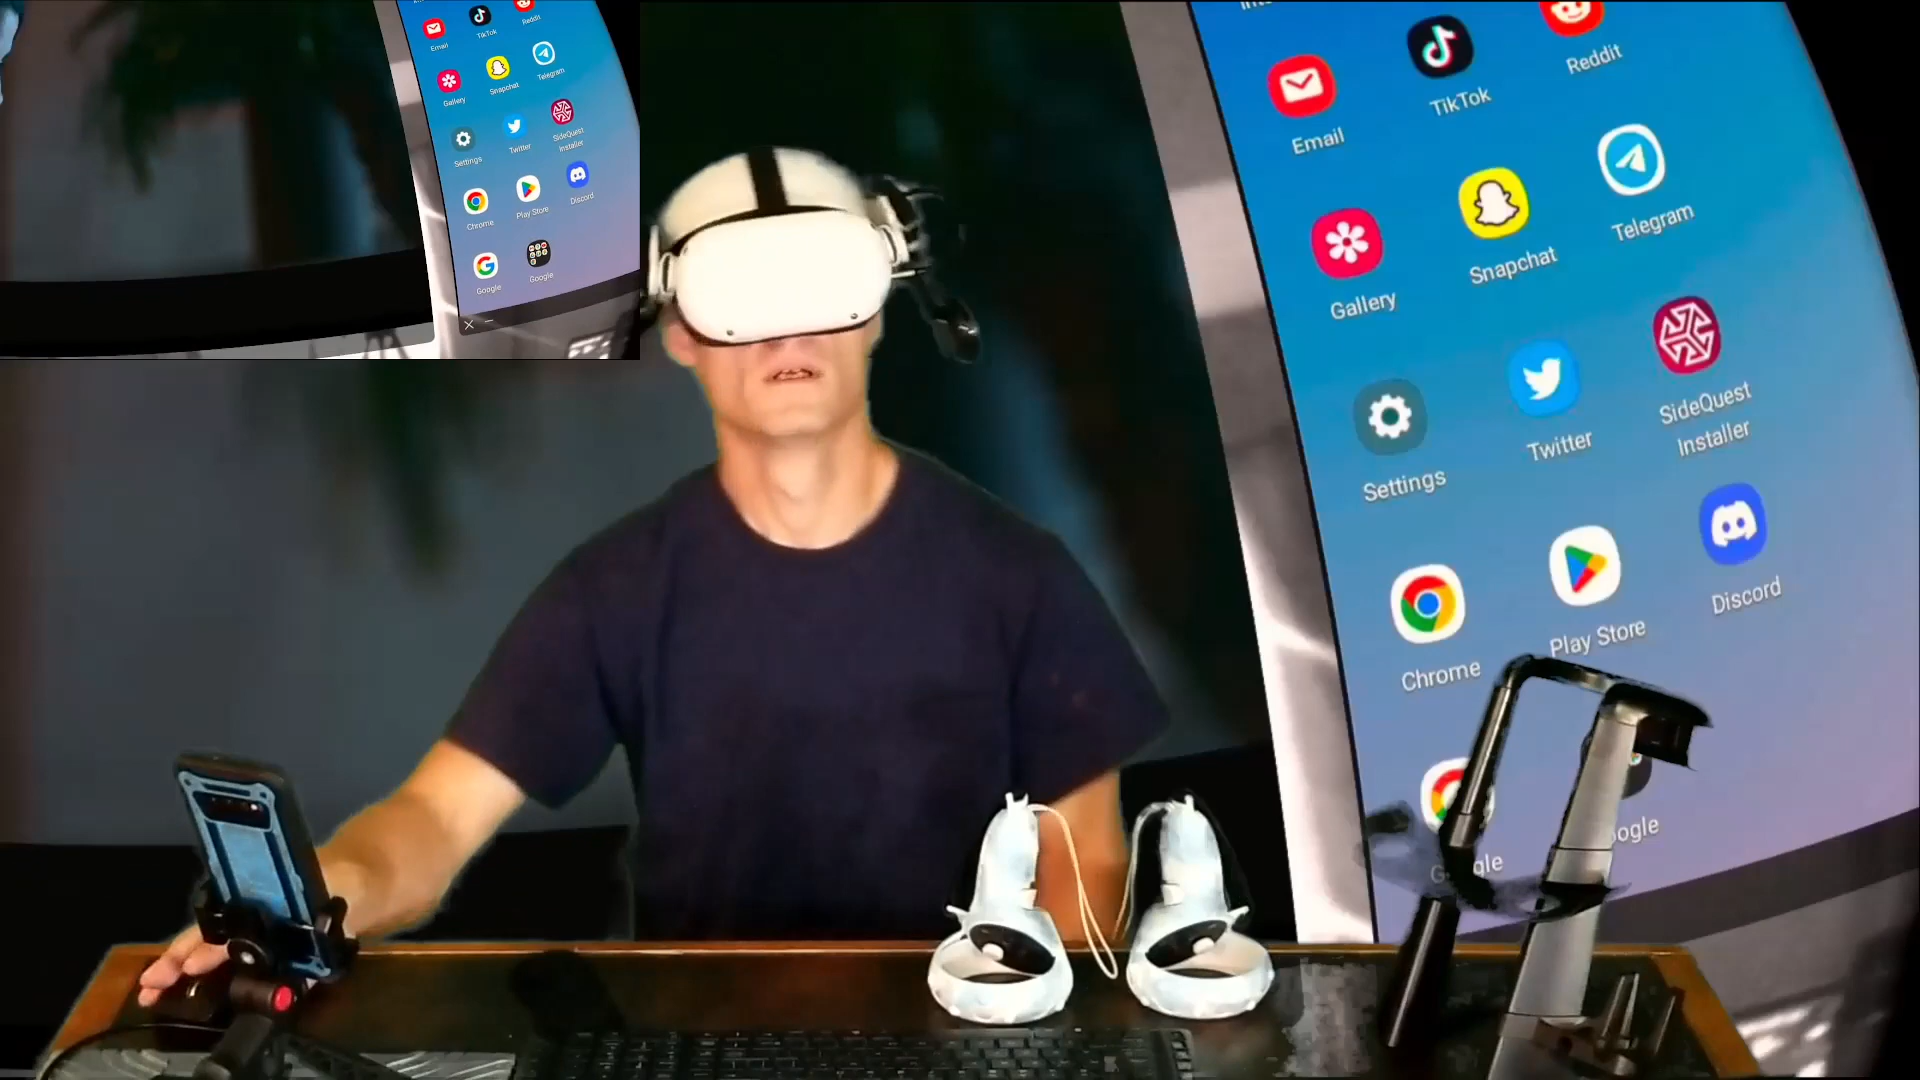 Email
TikTok
Reddit
Gallery
Snapchat
Telegram
Settings
Twitter
SideQuest
Installer
Chrome
Play Store
Discord
Google
Google
Email
TikTok
Reddit
Gallery
Snapchat
Telegram
Settings
Twitter
SideQuest
Installer
Chrome
Play Store
Discord